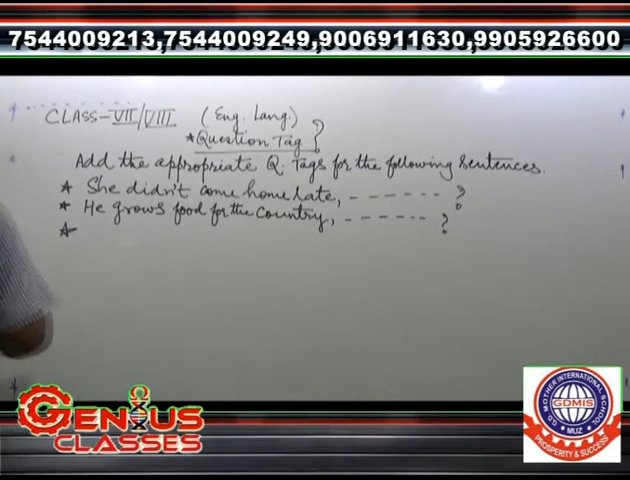 7544009213,7544009249,9006911630,9905926600
CLASS-VII/VIII (Eng. Lang.)
*Question Tag ?
Add the appropriate Q. Tags for the following sentences.
* She didn't come home late, - - - - - - - ?
* He grows food for the country, - - - - - - ?
*
GENIUS
CLASSES
G.D. MOTHER INTERNATIONAL SCHOOL
GDMIS
MUZ
PROSPERITY & SUCCESS